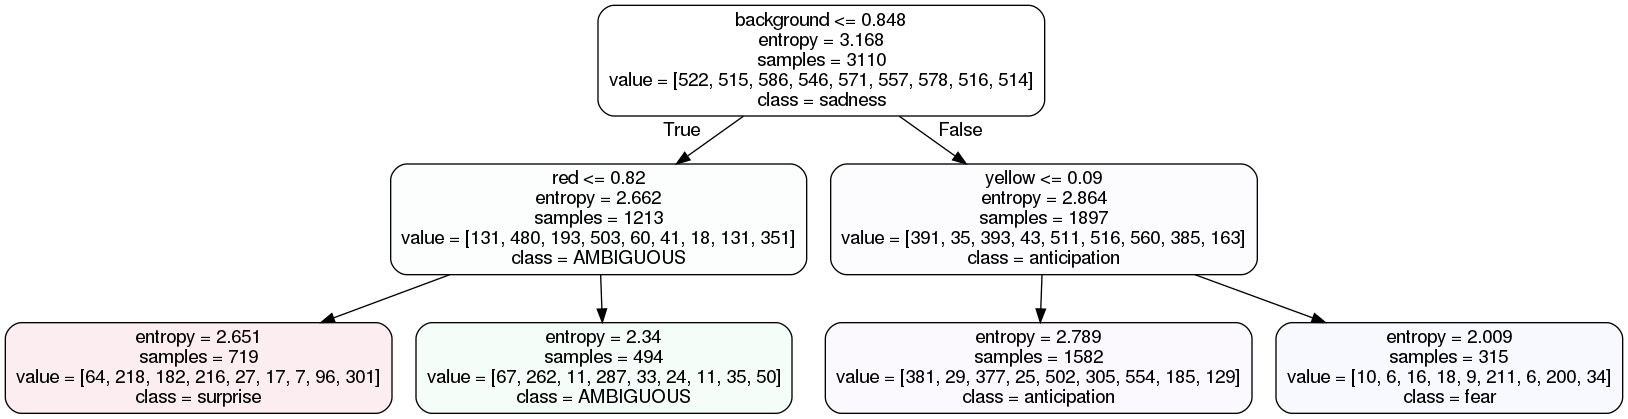 background <= 0.848
entropy = 3.168
samples = 3110
value = [522, 515, 586, 546, 571, 557, 578, 516, 514]
class = sadness
True
False
red <= 0.82
entropy = 2.662
samples = 1213
value = [131, 480, 193, 503, 60, 41, 18, 131, 351]
class = AMBIGUOUS
yellow <= 0.09
entropy = 2.864
samples = 1897
value = [391, 35, 393, 43, 511, 516, 560, 385, 163]
class = anticipation
entropy = 2.651
samples = 719
value = [64, 218, 182, 216, 27, 17, 7, 96, 301]
class = surprise
entropy = 2.34
samples = 494
value = [67, 262, 11, 287, 33, 24, 11, 35, 50]
class = AMBIGUOUS
entropy = 2.789
samples = 1582
value = [381, 29, 377, 25, 502, 305, 554, 185, 129]
class = anticipation
entropy = 2.009
samples = 315
value = [10, 6, 16, 18, 9, 211, 6, 200, 34]
class = fear